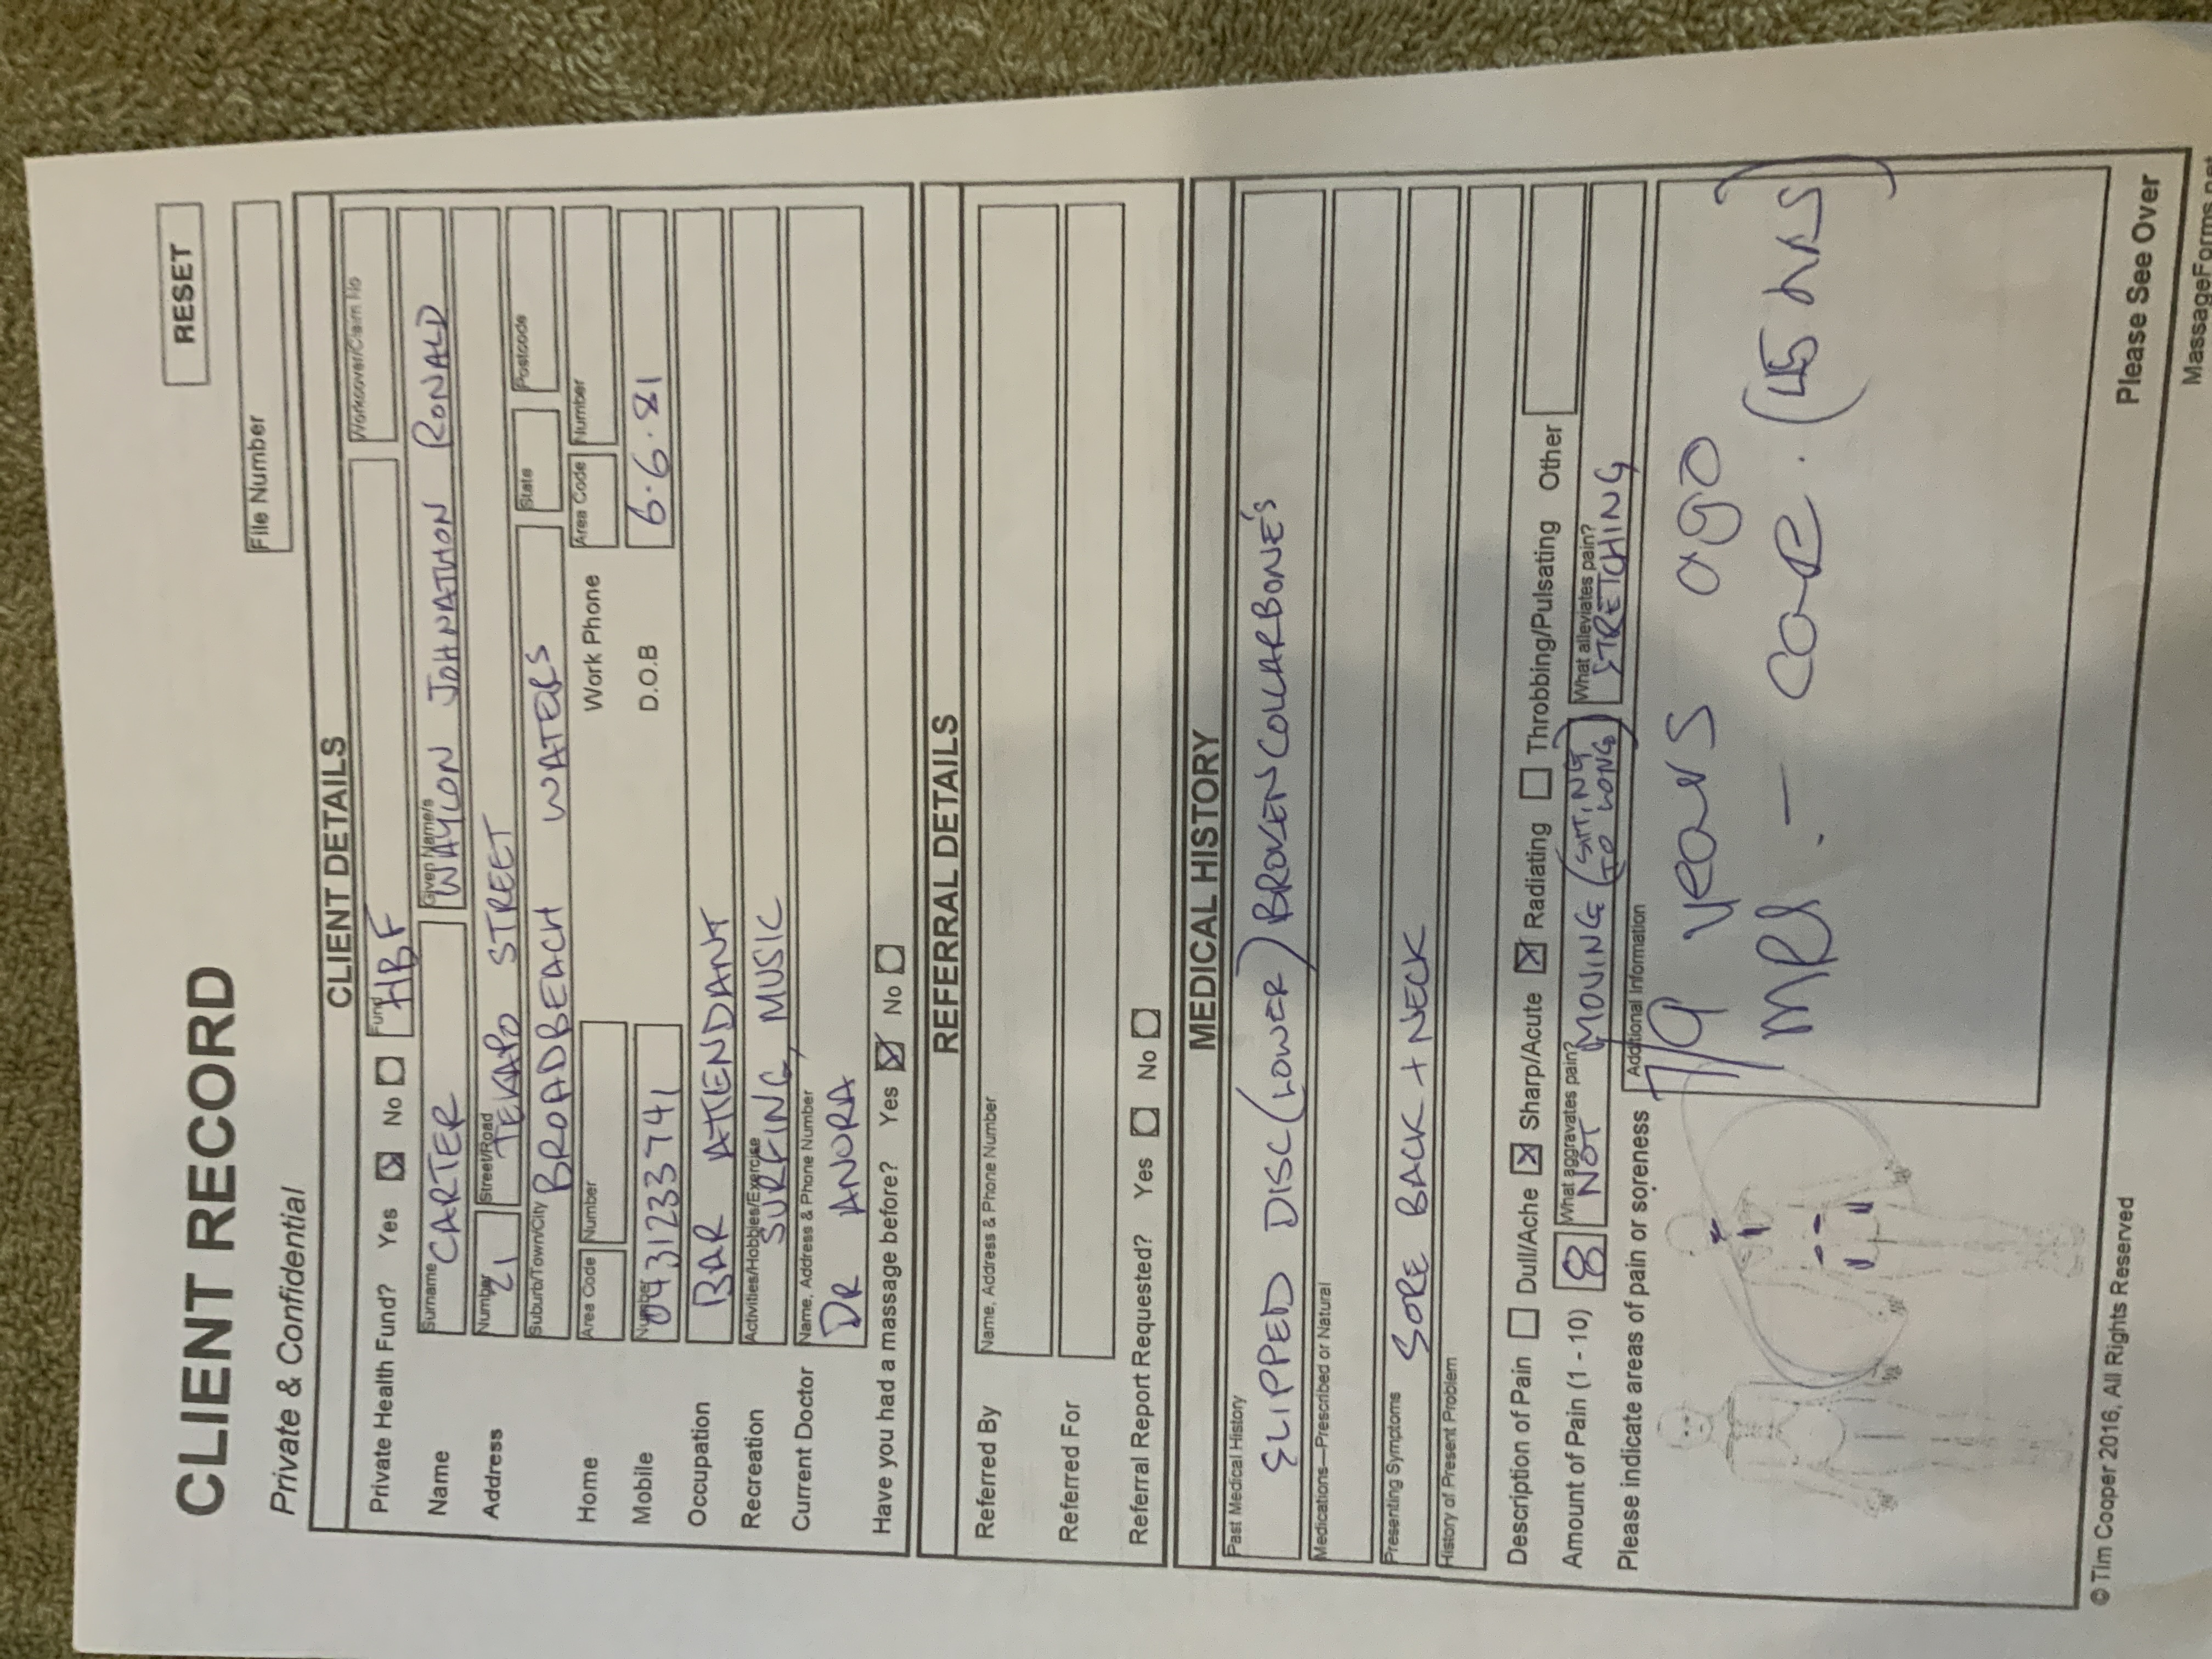 RESET
CLIENT RECORD
File Number
Private & Confidential
CLIENT DETAILS
Private Health Fund? Yes No Fund HBF Workcover/Claim No
Name Surname CARTER Given Name/s WAYLON JOHNATHON RONALD
Address Number 21 Street/Road TEKAPO STREET
Suburb/Town/City BROADBEACH WATERS State Postcode
Home Area Code Number Work Phone Area Code Number
Mobile Number 0431233741 D.O.B 6.6.81
Occupation BAR ATTENDANT
Recreation Activities/Hobbies/Exercise SURFING, MUSIC
Current Doctor Name, Address & Phone Number DR ANORA
Have you had a massage before? Yes No
REFERRAL DETAILS
Referred By Name, Address & Phone Number
Referred For
Referral Report Requested? Yes No
MEDICAL HISTORY
Past Medical History SLIPPED DISC (LOWER) BROKEN COLLARBONE'S
Medications—Prescribed or Natural
Presenting Symptoms SORE BACK + NECK
History of Present Problem
Description of Pain Dull/Ache Sharp/Acute Radiating Throbbing/Pulsating Other
Amount of Pain (1 - 10) 8 What aggravates pain? NOT MOVING (SITTING TO LONG) What alleviates pain? STRETCHING
Please indicate areas of pain or soreness Additional Information
years ago
MRI. -
© Tim Cooper 2016, All Rights Reserved
Please See Over
MassageForms.net